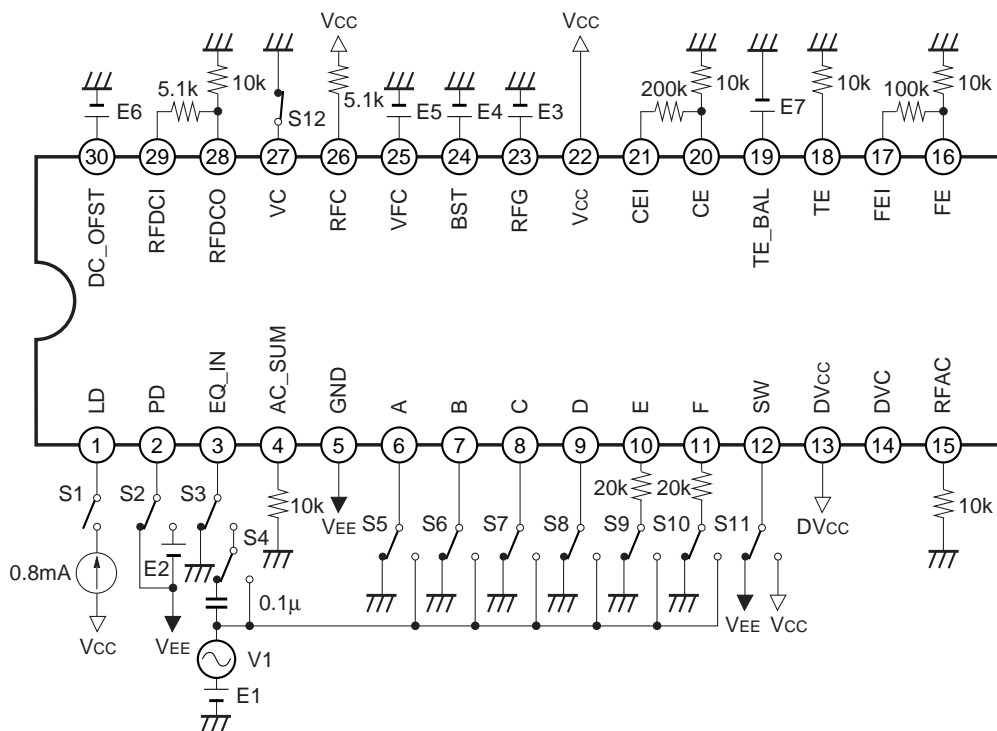 VCC VCC
10k 5.1k E6 S12 5.1k E5 E4 E3 200k 10k E7 10k 100k 10k
30 29 28 27 26 25 24 23 22 21 20 19 18 17 16
DC_OFST RFDCI RFDCO VC RFC VFC BST RFG VCC CEI CE TE_BAL TE FEI FE
LD PD EQ_IN AC_SUM GND A B C D E F SW DVCC DVC RFAC
1 2 3 4 5 6 7 8 9 10 11 12 13 14 15
S1 S2 S3 10k 20k 20k 10k
S4 VEE S5 S6 S7 S8 S9 S10 S11 DVCC
0.8mA E2
0.1µ
VCC VEE VEE VCC
V1
E1